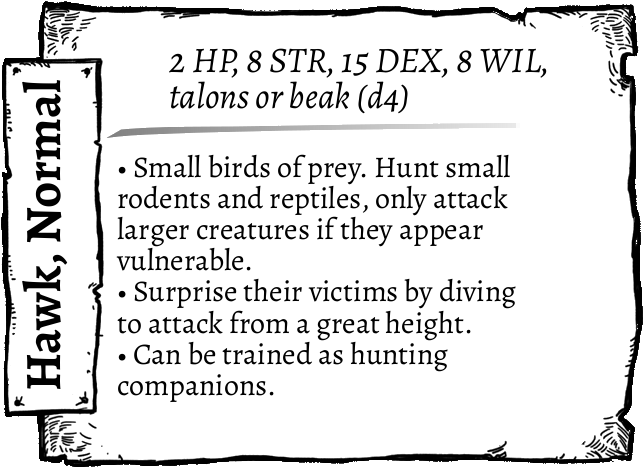 Hawk, Normal
2 HP, 8 STR, 15 DEX, 8 WIL,
talons or beak (d4)
• Small birds of prey. Hunt small
rodents and reptiles, only attack
larger creatures if they appear
vulnerable.
• Surprise their victims by diving
to attack from a great height.
• Can be trained as hunting
companions.